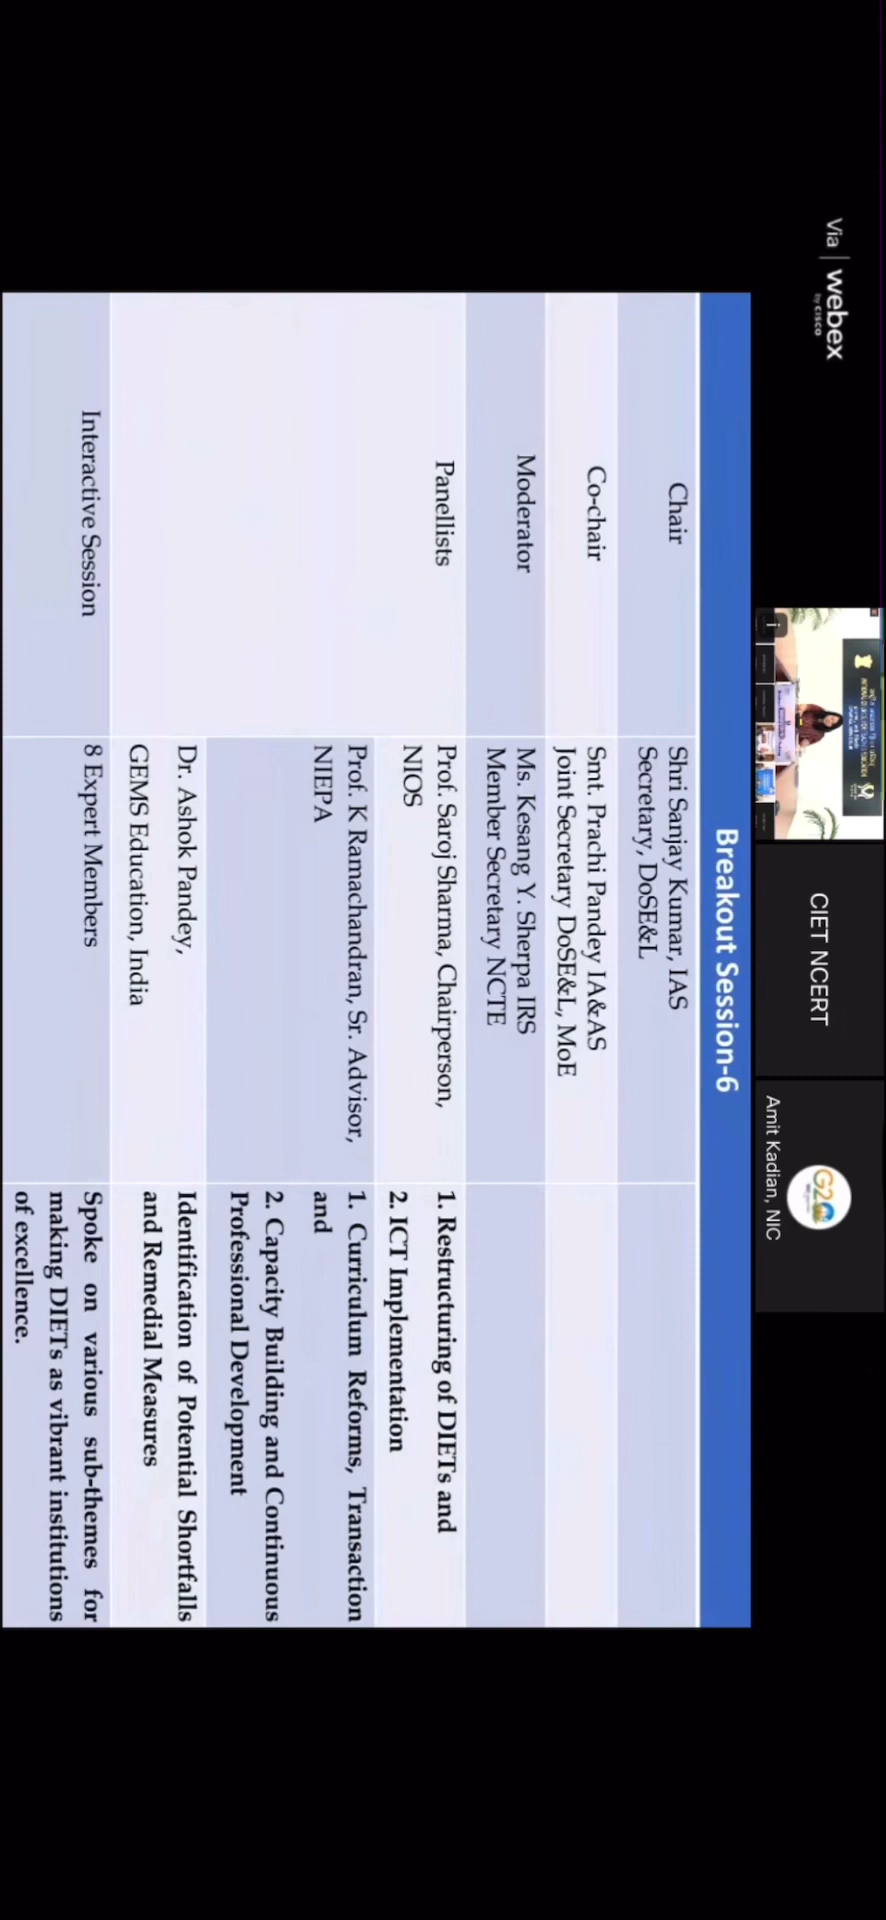 Via | webex
by CISCO
CIET NCERT
G20
Amit Kadian, NIC
Breakout Session-6
Chair
Shri Sanjay Kumar, IAS
Secretary, DoSE&L
Co-chair
Smt. Prachi Pandey IA&AS
Joint Secretary DoSE&L, MoE
Moderator
Ms. Kesang Y. Sherpa IRS
Member Secretary NCTE
Panellists
Prof. Saroj Sharma, Chairperson,
NIOS
1. Restructuring of DIETs and
2. ICT Implementation
Prof. K Ramachandran, Sr. Advisor,
NIEPA
1. Curriculum Reforms, Transaction
and
2. Capacity Building and Continuous
Professional Development
Dr. Ashok Pandey,
GEMS Education, India
Identification of Potential Shortfalls
and Remedial Measures
Interactive Session
8 Expert Members
Spoke on various sub-themes for
making DIETs as vibrant institutions
of excellence.